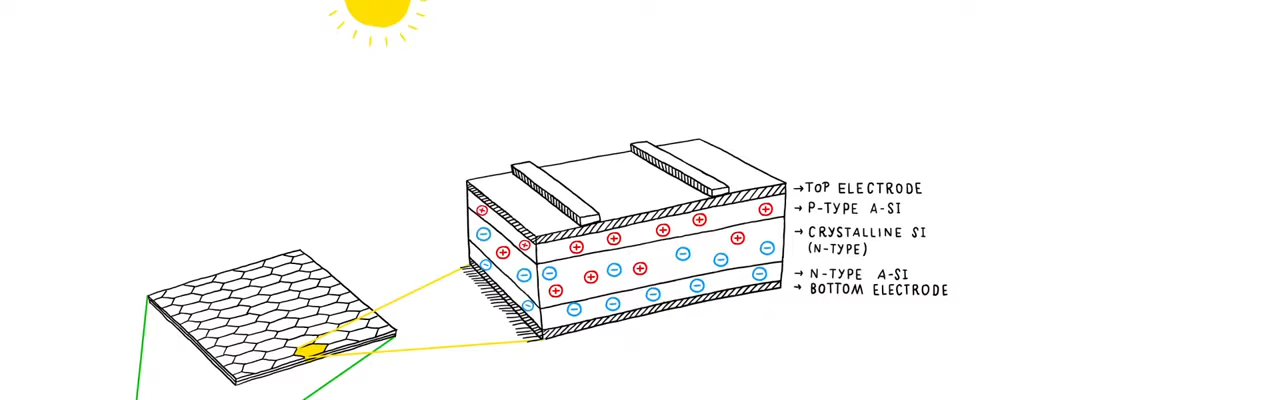 →TOP ELECTRODE
→ P-TYPE A-SI
→ CRYSTALLINE SI
(N-TYPE)
→ N-TYPE A-SI
→ BOTTOM ELECTRODE